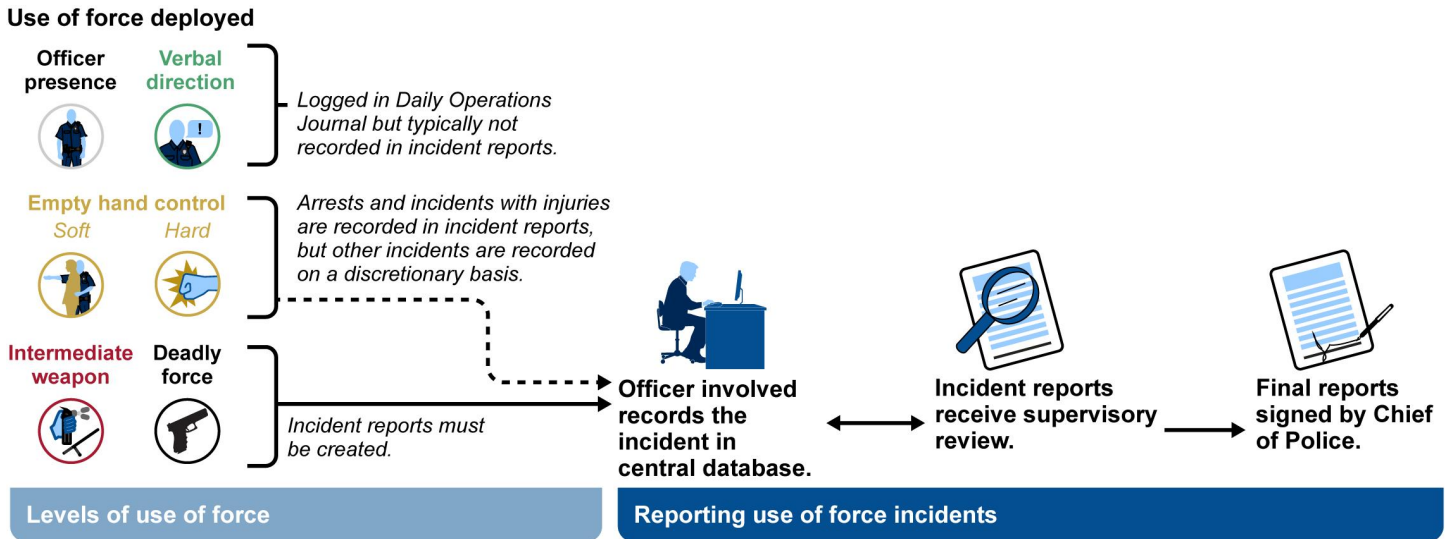 Use of force deployed
Officer
presence
Verbal
direction
!
Logged in Daily Operations
Journal but typically not
recorded in incident reports.
Empty hand control
Soft
Hard
Arrests and incidents with injuries
are recorded in incident reports,
but other incidents are recorded
on a discretionary basis.
Intermediate
weapon
Deadly
force
Incident reports must
be created.
Officer involved
records the
incident in
central database.
Incident reports
receive supervisory
review.
Final reports
signed by Chief
of Police.
Levels of use of force
Reporting use of force incidents